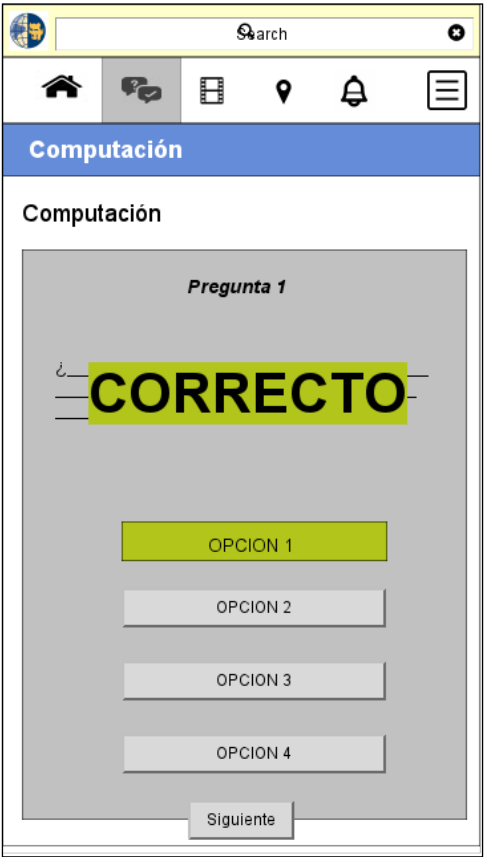 Search
Computación
Computación
Pregunta 1
¿
CORRECTO
OPCION 1
OPCION 2
OPCION 3
OPCION 4
Siguiente